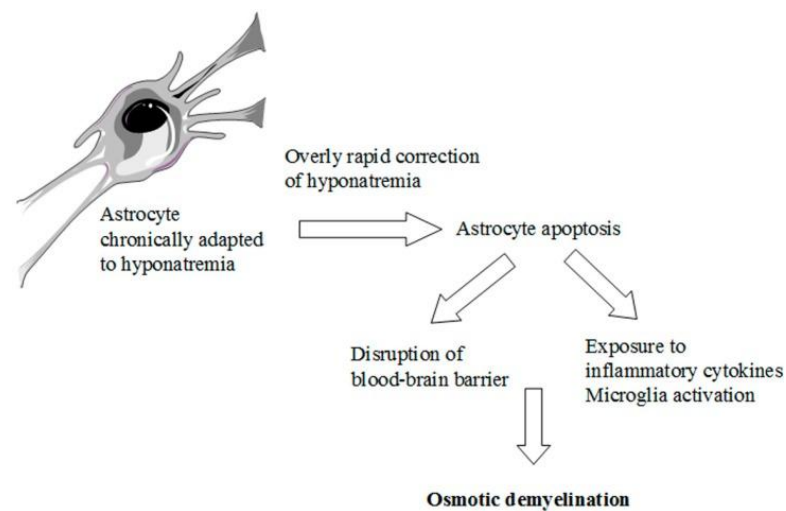 Overly rapid correction
of hyponatremia
Astrocyte
chronically adapted
to hyponatremia
Astrocyte apoptosis
Disruption of
blood-brain barrier
Exposure to
inflammatory cytokines
Microglia activation
Osmotic demyelination